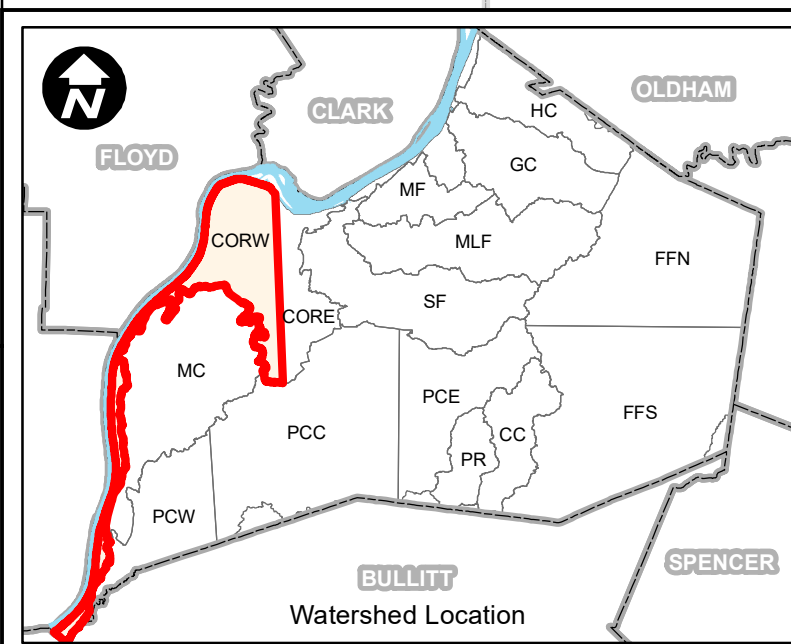 N
OLDHAM
CLARK
HC
FLOYD
GC
MF
CORW
MLF
FFN
SF
CORE
MC
PCE
FFS
PCC
CC
PR
PCW
SPENCER
BULLITT
Watershed Location